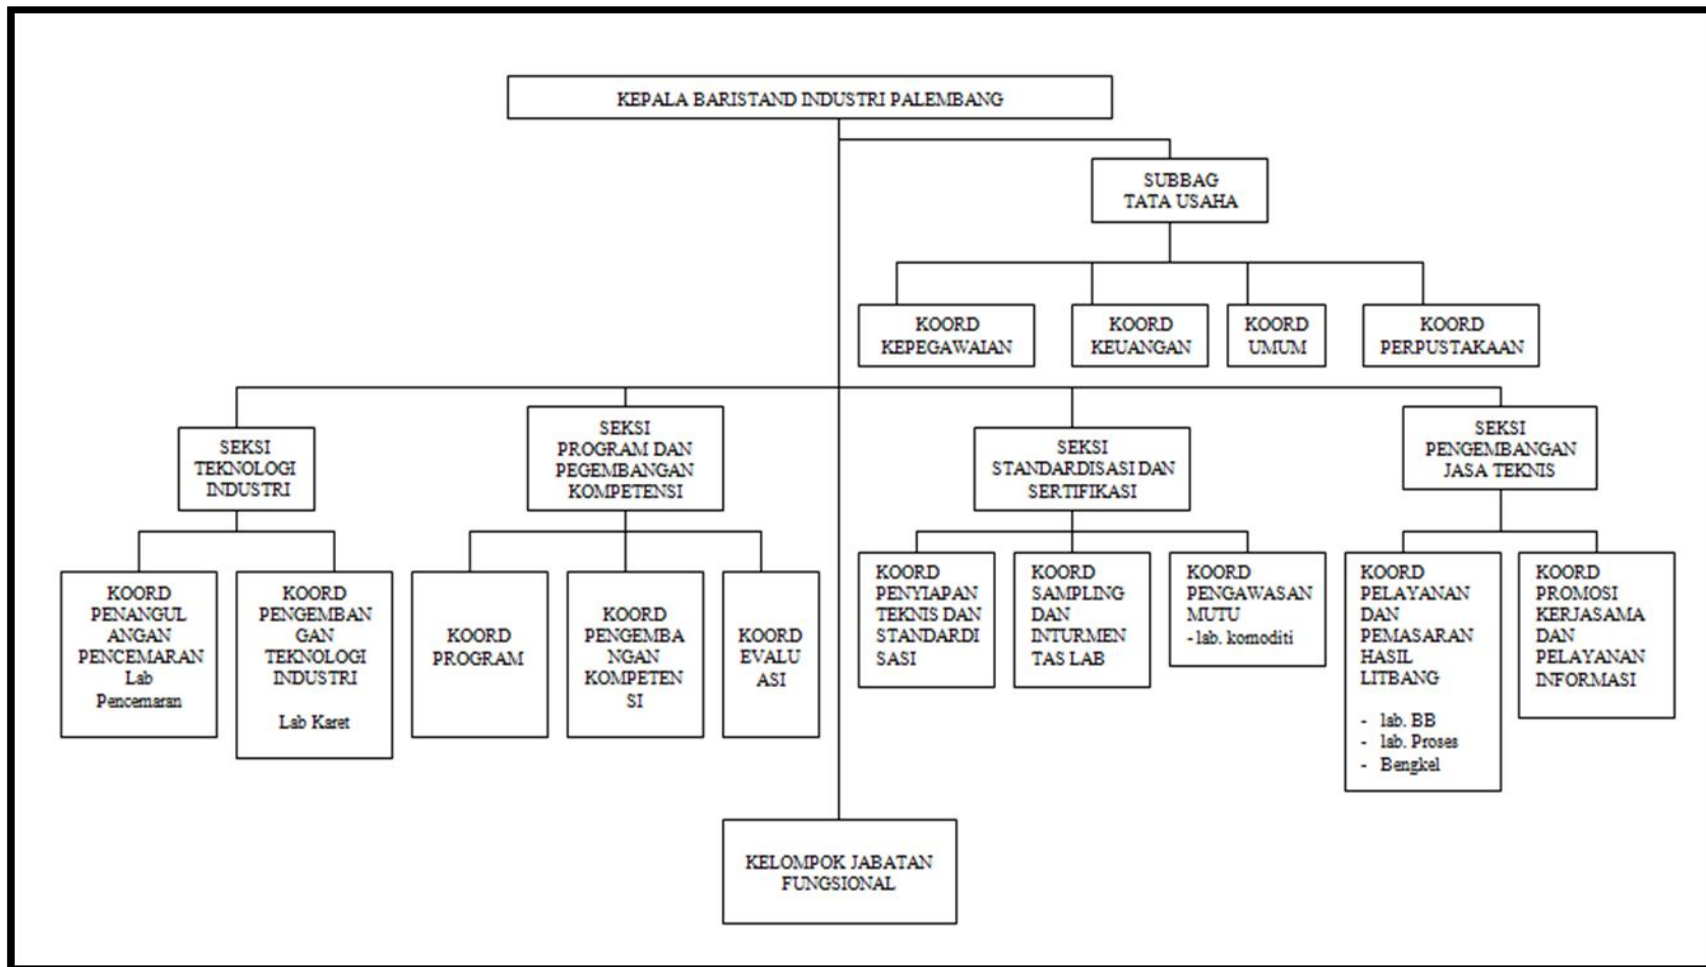 KEPALA BARISTAND INDUSTRI PALEMBANG
SUBBAG
TATA USAHA
KOORD
KEPEGAWAIAN
KOORD
KEUANGAN
KOORD
UMUM
KOORD
PERPUSTAKAAN
SEKSI
TEKNOLOGI
INDUSTRI
SEKSI
PROGRAM DAN
PEGEMBANGAN
KOMPETENSI
SEKSI
STANDARDISASI DAN
SERTIFIKASI
SEKSI
PENGEMBANGAN
JASA TEKNIS
KOORD
PENANGUL
ANGAN
PENCEMARAN
Lab
Pencemaran
KOORD
PENGEMBAN
GAN
TEKNOLOGI
INDUSTRI
Lab Karet
KOORD
PROGRAM
KOORD
PENGEMBA
NGAN
KOMPETEN
SI
KOORD
EVALU
ASI
KOORD
PENYIAPAN
TEKNIS DAN
STANDARDI
SASI
KOORD
SAMPLING
DAN
INTURMEN
TAS LAB
KOORD
PENGAWASAN
MUTU
- lab. komoditi
KOORD
PELAYANAN
DAN
PEMASARAN
HASIL
LITBANG
- lab. BB
- lab. Proses
- Bengkel
KOORD
PROMOSI
KERJASAMA
DAN
PELAYANAN
INFORMASI
KELOMPOK JABATAN
FUNGSIONAL